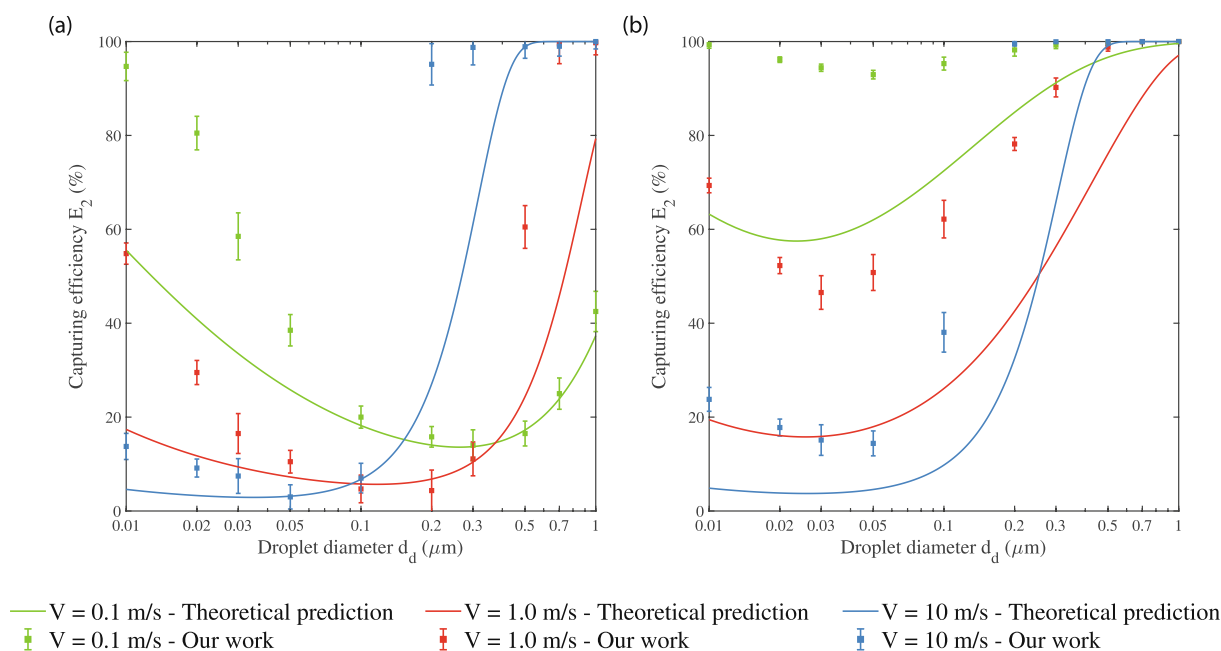 (a)
(b)
100
80
60
40
20
0
Capturing efficiency E2 (%)
0.01 0.02 0.03 0.05 0.1 0.2 0.3 0.5 0.7 1
Droplet diameter dd (μm)
100
80
60
40
20
0
Capturing efficiency E2 (%)
0.01 0.02 0.03 0.05 0.1 0.2 0.3 0.5 0.7 1
Droplet diameter dd (μm)
V = 0.1 m/s - Theoretical prediction V = 1.0 m/s - Theoretical prediction V = 10 m/s - Theoretical prediction
V = 0.1 m/s - Our work V = 1.0 m/s - Our work V = 10 m/s - Our work